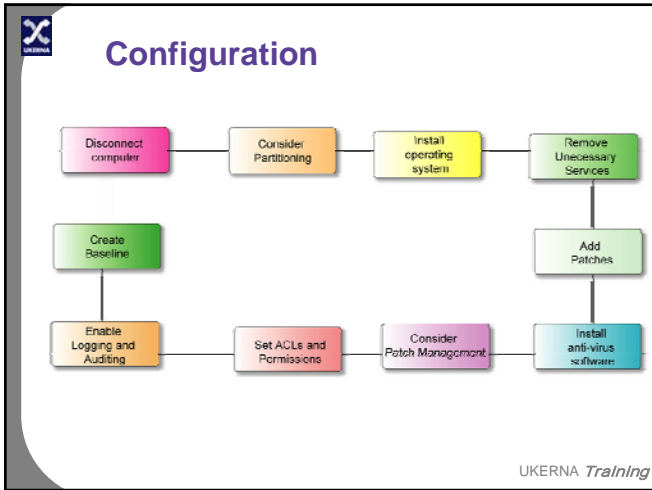 UKERNA
Configuration
Disconnect
computer
Consider
Partitioning
Install
operating
system
Remove
Unecessary
Services
Add
Patches
Install
anti-virus
software
Consider
Patch Management
Set ACLs and
Permissions
Enable
Logging and
Auditing
Create
Baseline
UKERNA Training